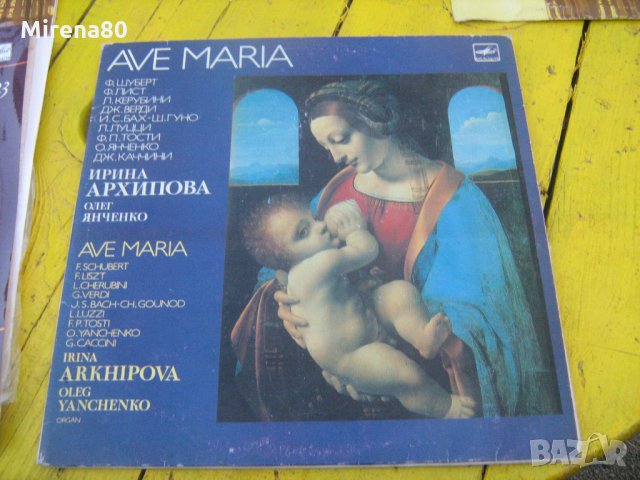 Mirena80
AVE MARIA
Ф. ШУБЕРТ
Ф. ЛИСТ
Л. КЕРУБИНИ
ДЖ. ВЕРДИ
И. С. БАХ - Ш. ГУНО
Л. ЛУЦЦИ
Ф. П. ТОСТИ
О. ЯНЧЕНКО
ДЖ. КАЧЧИНИ
ИРИНА
АРХИПОВА
ОЛЕГ
ЯНЧЕНКО
AVE MARIA
F. SCHUBERT
F. LISZT
L. CHERUBINI
G. VERDI
J. S. BACH - CH. GOUNOD
L. LUZZI
F. P. TOSTI
O. YANCHENKO
G. CACCINI
IRINA
ARKHIPOVA
OLEG
YANCHENKO
ORGAN
BAZAR